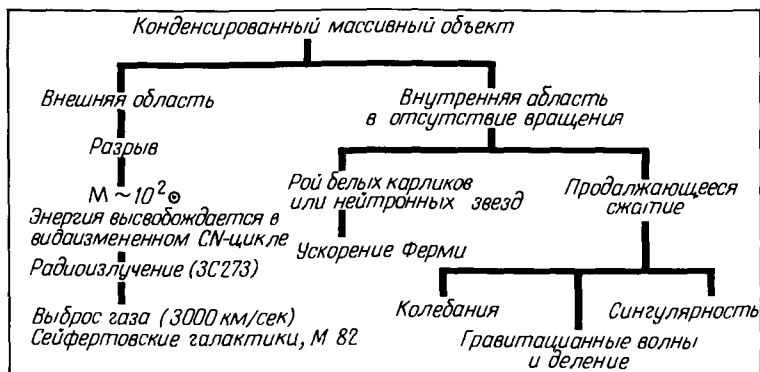 Конденсированный массивный объект
Внешняя область
Разрыв
M ~ 10²⊙
Энергия высвобождается в
видоизмененном CN-цикле
Радиоизлучение (3C273)
Выброс газа (3000 км/сек)
Сейфертовские галактики, M 82
Внутренняя область
в отсутствие вращения
Рой белых карликов
или нейтронных звезд
Ускорение Ферми
Продолжающееся
сжатие
Колебания
Гравитационные волны
и деление
Сингулярность